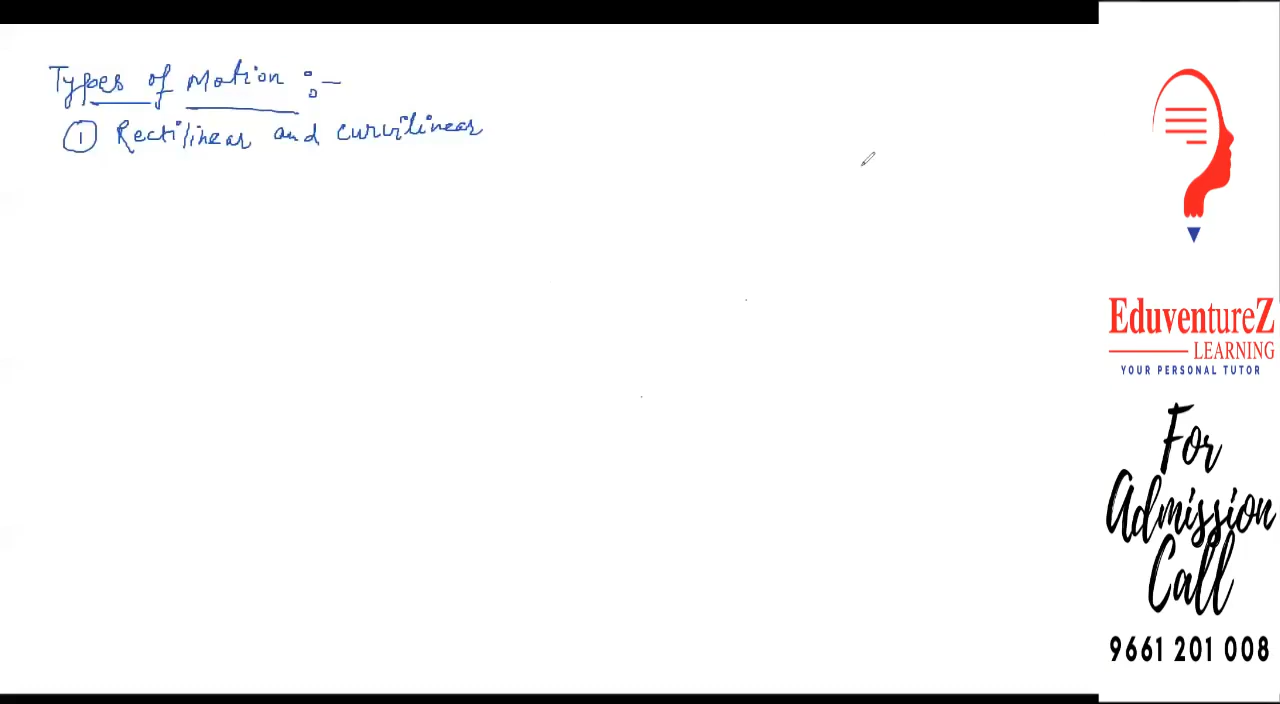 Types of Motion :-
① Rectilinear and curvilinear
EduventureZ
LEARNING
YOUR PERSONAL TUTOR
For
Admission
Call
9661 201 008